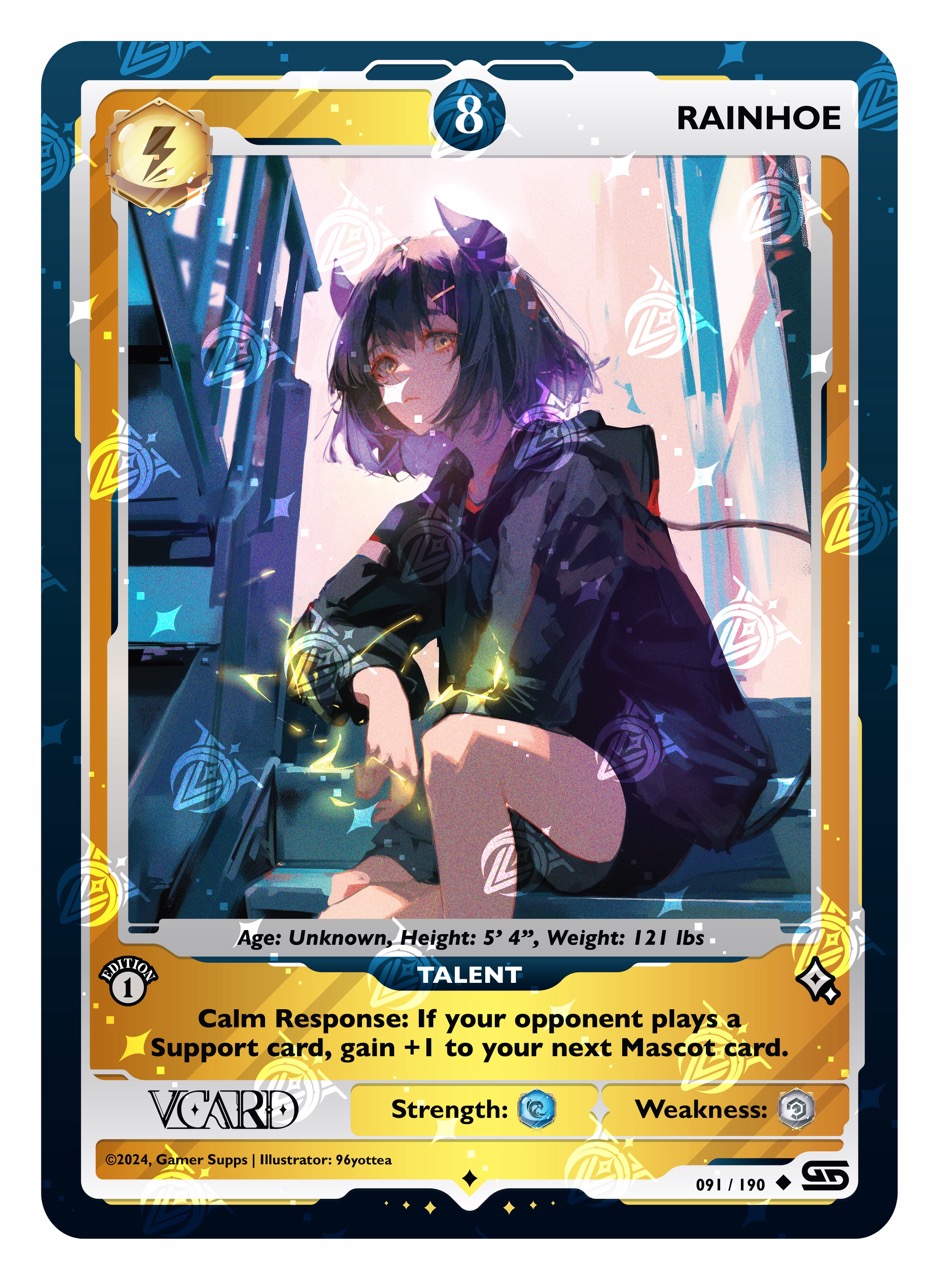 8
RAINHOE
Age: Unknown, Height: 5’ 4”, Weight: 121 lbs
TALENT
EDITION
1
Calm Response: If your opponent plays a
Support card, gain +1 to your next Mascot card.
VCARD
Strength:
Weakness:
©2024, Gamer Supps | Illustrator: 96yottea
091 / 190
GS